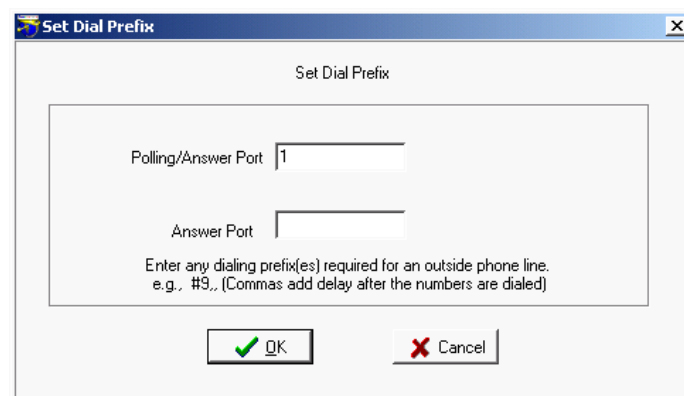 Set Dial Prefix
Set Dial Prefix
Polling/Answer Port 1
Answer Port
Enter any dialing prefix(es) required for an outside phone line.
e.g., #9,, (Commas add delay after the numbers are dialed)
OK Cancel